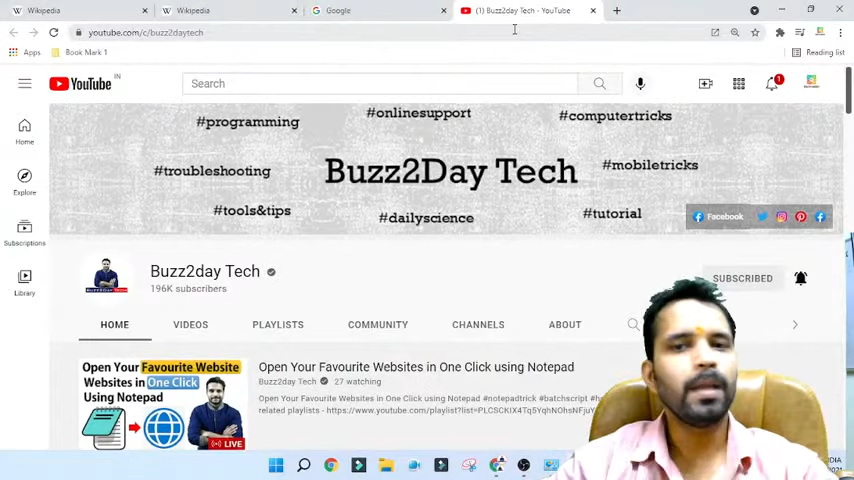 Wikipedia
Wikipedia
Google
(1) Buzz2day Tech - YouTube
youtube.com/c/buzz2daytech
Apps
Book Mark 1
Reading list
YouTube IN
Search
1
#programming
#onlinesupport
#computertricks
#troubleshooting
Buzz2Day Tech
#mobiletricks
#tools&tips
#dailyscience
#tutorial
Facebook
Home
Explore
Subscriptions
Library
Buzz2day Tech
196K subscribers
SUBSCRIBED
HOME
VIDEOS
PLAYLISTS
COMMUNITY
CHANNELS
ABOUT
Open Your Favourite Website
Websites in One Click
Using Notepad
LIVE
Open Your Favourite Websites in One Click using Notepad
Buzz2day Tech
27 watching
Open Your Favourite Websites in One Click using Notepad #notepadtrick #batchscript
related playlists - https://www.youtube.com/playlist?list=